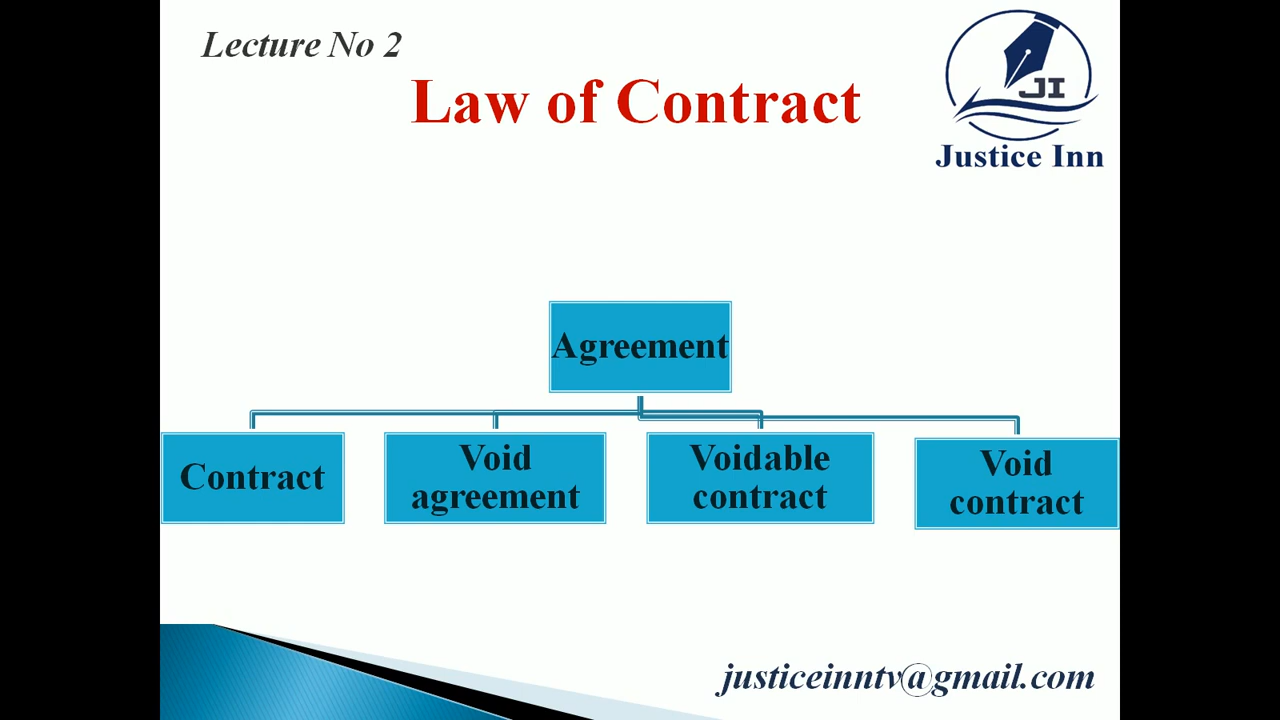 Lecture No 2
Law of Contract
JI
Justice Inn
Agreement
Contract
Void
agreement
Voidable
contract
Void
contract
justiceinntv@gmail.com